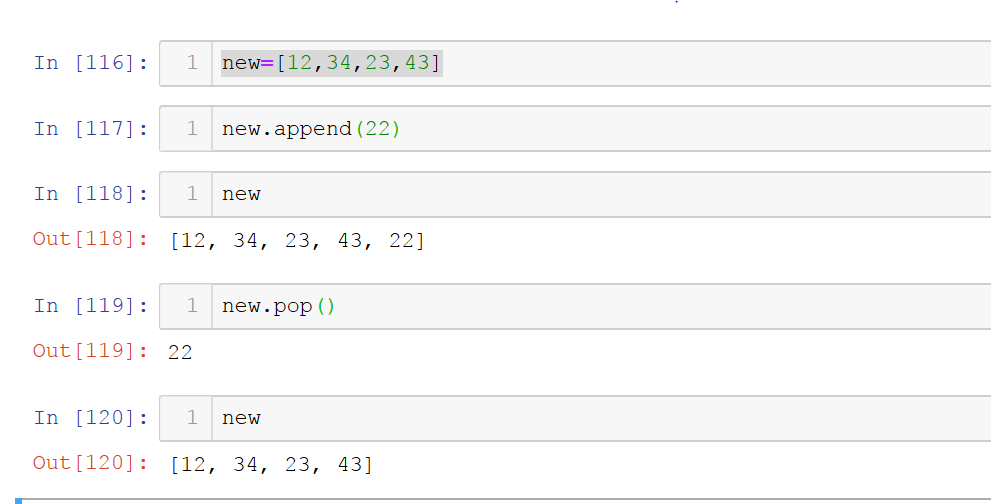 In [116]: 1 new=[12,34,23,43]
In [117]: 1 new.append(22)
In [118]: 1 new
Out[118]: [12, 34, 23, 43, 22]
In [119]: 1 new.pop()
Out[119]: 22
In [120]: 1 new
Out[120]: [12, 34, 23, 43]